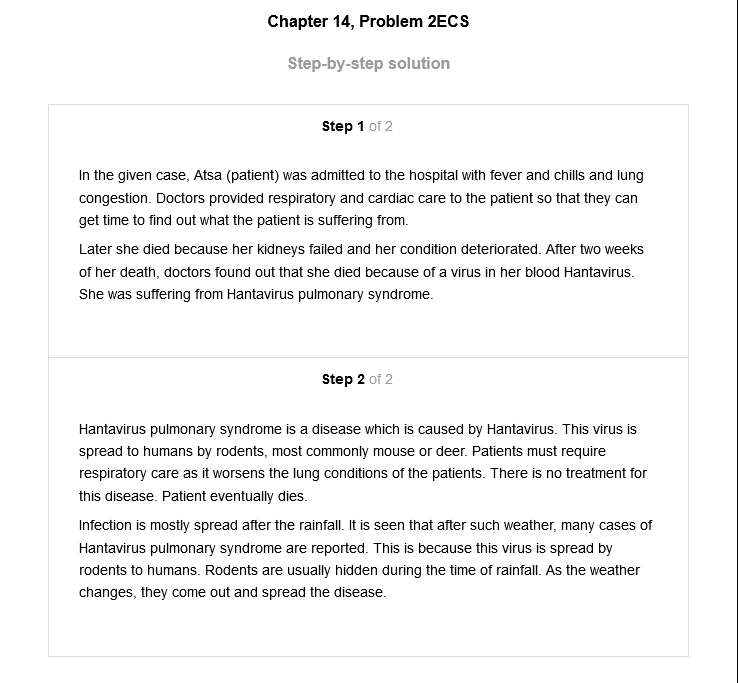 Chapter 14, Problem 2ECS
Step-by-step solution
Step 1 of 2
In the given case, Atsa (patient) was admitted to the hospital with fever and chills and lung
congestion. Doctors provided respiratory and cardiac care to the patient so that they can
get time to find out what the patient is suffering from.
Later she died because her kidneys failed and her condition deteriorated. After two weeks
of her death, doctors found out that she died because of a virus in her blood Hantavirus.
She was suffering from Hantavirus pulmonary syndrome.
Step 2 of 2
Hantavirus pulmonary syndrome is a disease which is caused by Hantavirus. This virus is
spread to humans by rodents, most commonly mouse or deer. Patients must require
respiratory care as it worsens the lung conditions of the patients. There is no treatment for
this disease. Patient eventually dies.
Infection is mostly spread after the rainfall. It is seen that after such weather, many cases of
Hantavirus pulmonary syndrome are reported. This is because this virus is spread by
rodents to humans. Rodents are usually hidden during the time of rainfall. As the weather
changes, they come out and spread the disease.